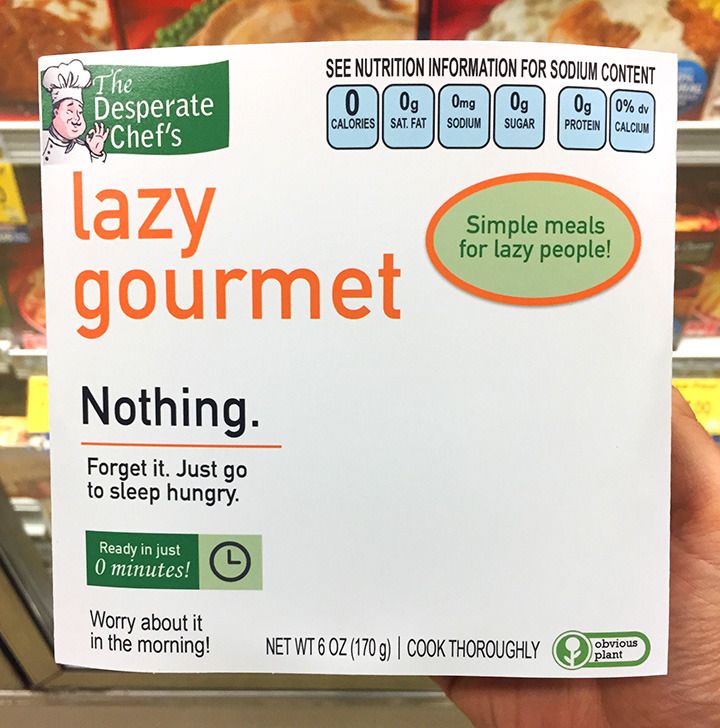 The
Desperate
Chef's
SEE NUTRITION INFORMATION FOR SODIUM CONTENT
0
CALORIES
0g
SAT. FAT
0mg
SODIUM
0g
SUGAR
0g
PROTEIN
0% dv
CALCIUM
lazy
gourmet
Simple meals
for lazy people!
Nothing.
Forget it. Just go
to sleep hungry.
Ready in just
0 minutes!
Worry about it
in the morning!
NET WT 6 OZ (170 g) | COOK THOROUGHLY
obvious
plant